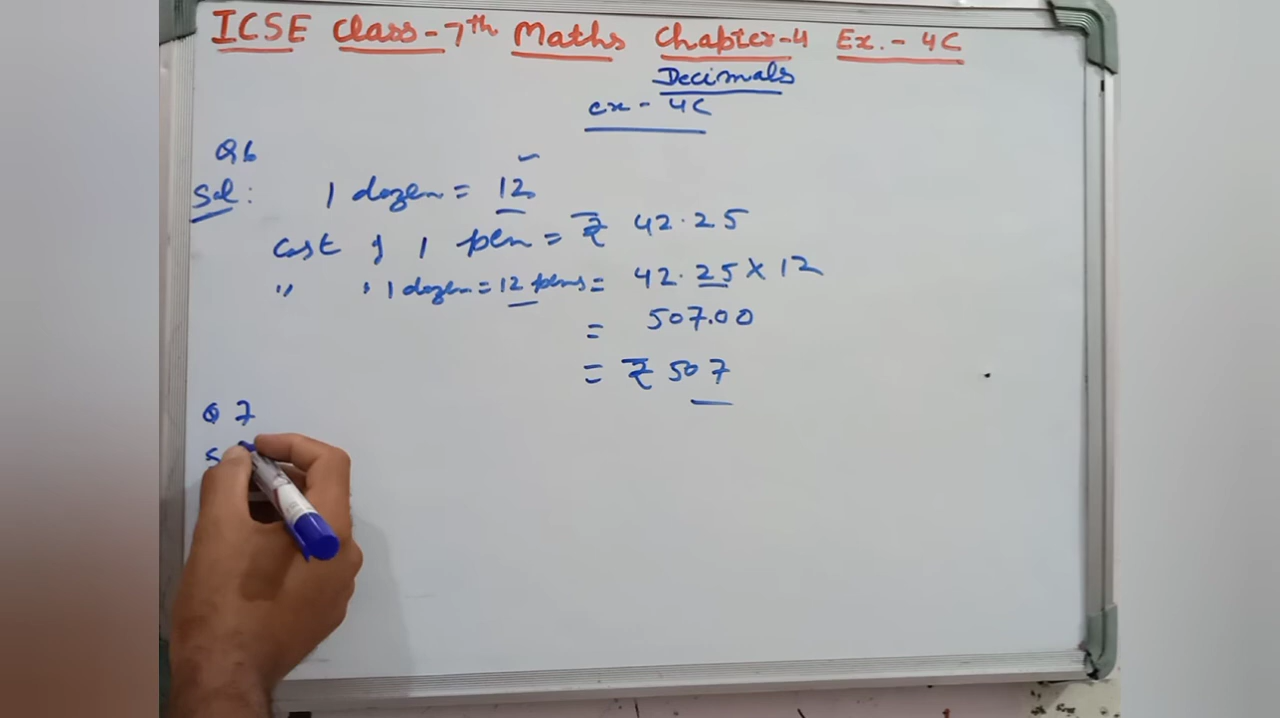 ICSE Class-7th Maths Chapter-4 Ex.-4C
Decimals
ex-4C
Q6
Sol: 1 dozen = 12
Cost of 1 pen = ₹ 42.25
" " 1 dozen = 12 pens = 42.25 X 12
= 507.00
= ₹ 507
Q 7
S